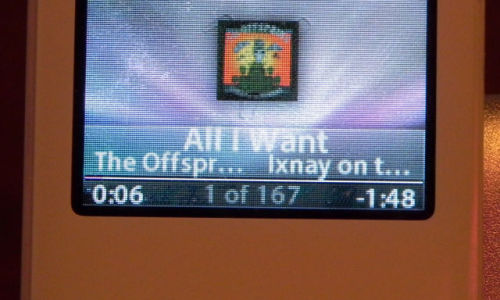 All I Want
The Offspr... Ixnay on t...
0:06 1 of 167 -1:48